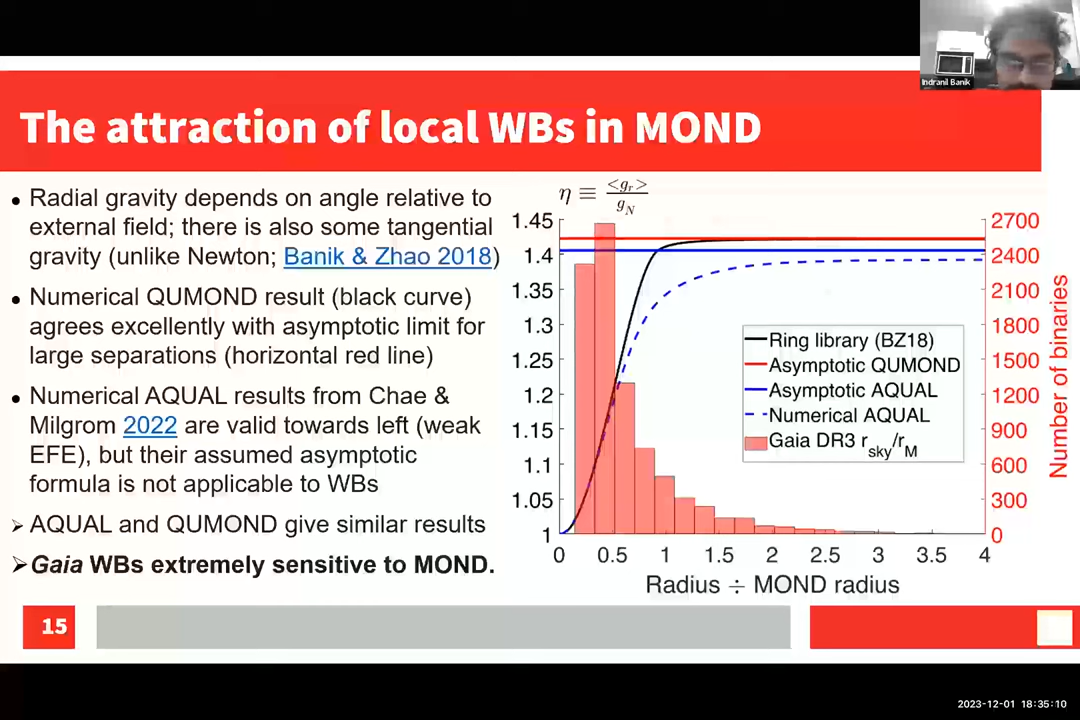 Indranil Banik
The attraction of local WBs in MOND
• Radial gravity depends on angle relative to
external field; there is also some tangential
gravity (unlike Newton; Banik & Zhao 2018)
• Numerical QUMOND result (black curve)
agrees excellently with asymptotic limit for
large separations (horizontal red line)
• Numerical AQUAL results from Chae &
Milgrom 2022 are valid towards left (weak
EFE), but their assumed asymptotic
formula is not applicable to WBs
➢ AQUAL and QUMOND give similar results
➢ Gaia WBs extremely sensitive to MOND.
η ≡ <g_r>/g_N
1.45
1.4
1.35
1.3
1.25
1.2
1.15
1.1
1.05
1
2700
2400
2100
1800
1500
1200
900
600
300
0
Number of binaries
Ring library (BZ18)
Asymptotic QUMOND
Asymptotic AQUAL
Numerical AQUAL
Gaia DR3 r_sky/r_M
0 0.5 1 1.5 2 2.5 3 3.5 4
Radius ÷ MOND radius
15
2023-12-01 18:35:10